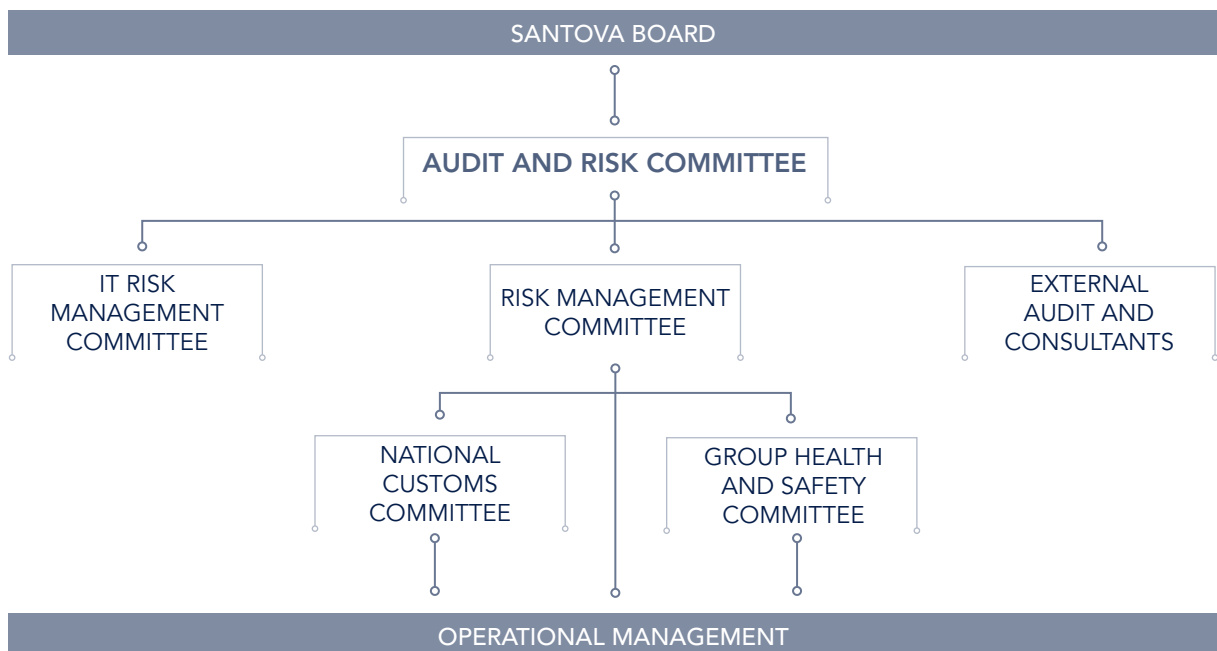 SANTOVA BOARD
AUDIT AND RISK COMMITTEE
IT RISK
MANAGEMENT
COMMITTEE
RISK MANAGEMENT
COMMITTEE
EXTERNAL
AUDIT AND
CONSULTANTS
NATIONAL
CUSTOMS
COMMITTEE
GROUP HEALTH
AND SAFETY
COMMITTEE
OPERATIONAL MANAGEMENT